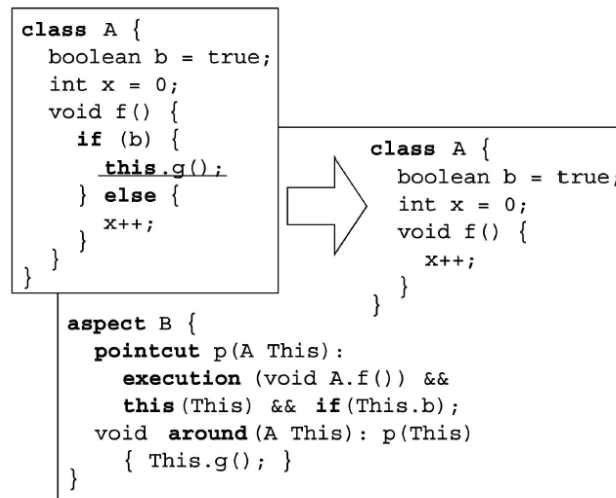 class A {
boolean b = true;
int x = 0;
void f() {
if (b) {
this.g();
} else {
x++;
}
}
}
class A {
boolean b = true;
int x = 0;
void f() {
x++;
}
}
aspect B {
pointcut p(A This):
execution (void A.f()) &&
this(This) && if(This.b);
void around(A This): p(This)
{ This.g(); }
}